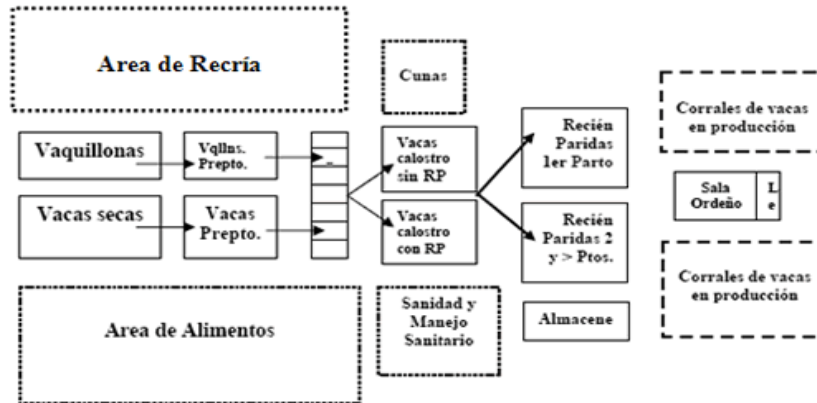 Area de Recría
Cunas
Corrales de vacas
en producción
Vaquillonas
Vqllns.
Prepto.
Vacas
calostro
sin RP
Recién
Paridas
1er Parto
Sala
Ordeño
L
e
Vacas secas
Vacas
Prepto.
Vacas
calostro
con RP
Recién
Paridas 2
y > Ptos.
Corrales de vacas
en producción
Area de Alimentos
Sanidad y
Manejo
Sanitario
Almacene